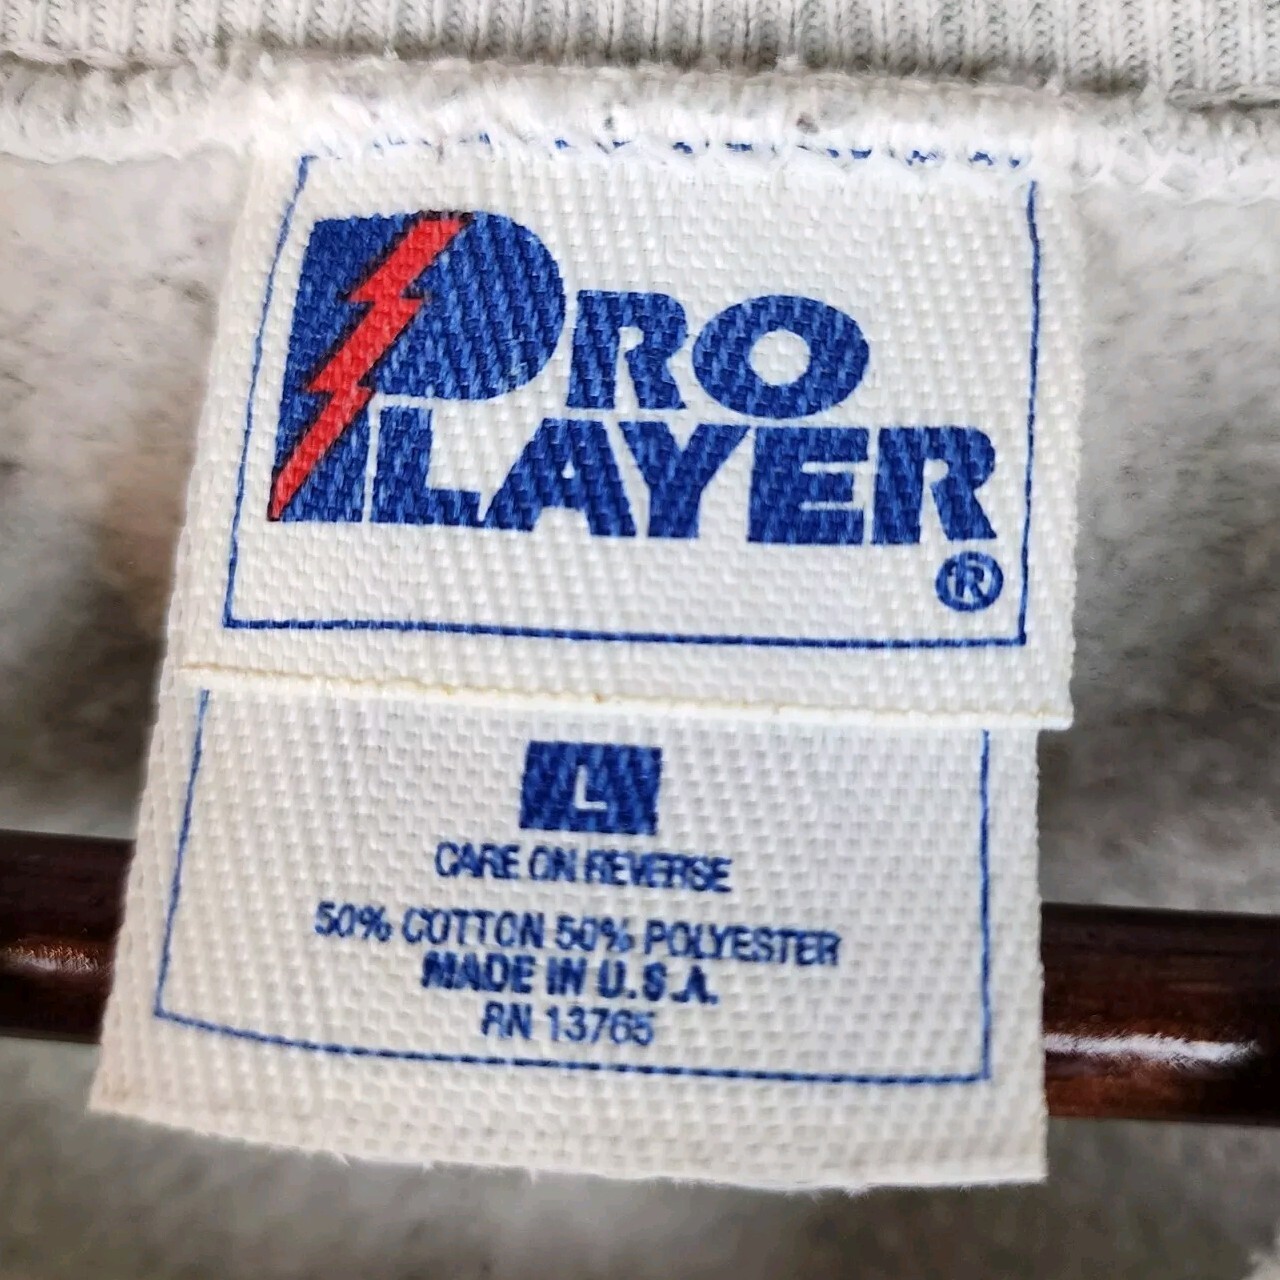 PRO
PLAYER
®
L
CARE ON REVERSE
50% COTTON 50% POLYESTER
MADE IN U.S.A.
RN 13765